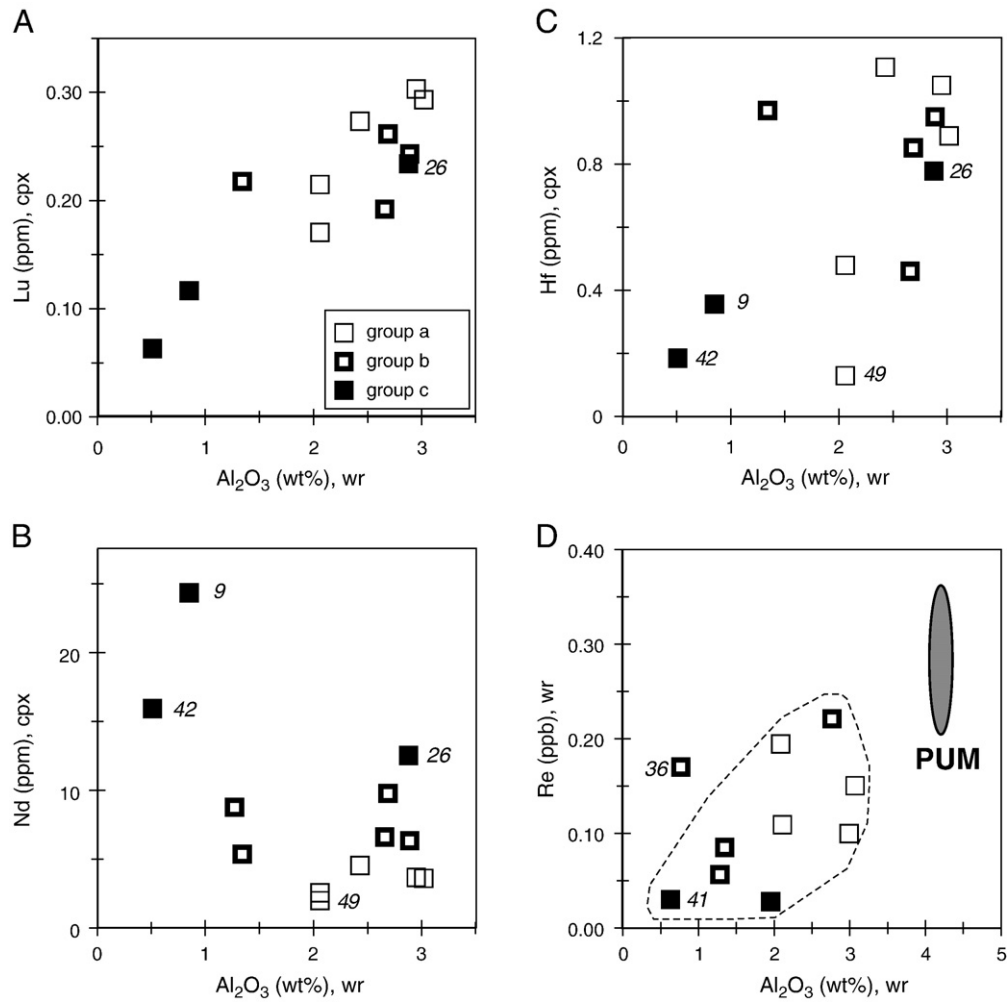 A
Lu (ppm), cpx
0.30
0.20
0.10
0.00
0
1
2
3
Al₂O₃ (wt%), wr
26
group a
group b
group c
C
Hf (ppm), cpx
1.2
0.8
0.4
0
0
1
2
3
Al₂O₃ (wt%), wr
26
9
42
49
B
Nd (ppm), cpx
20
10
0
0
1
2
3
Al₂O₃ (wt%), wr
9
42
26
49
D
Re (ppb), wr
0.40
0.30
0.20
0.10
0.00
0
1
2
3
4
5
Al₂O₃ (wt%), wr
36
41
PUM